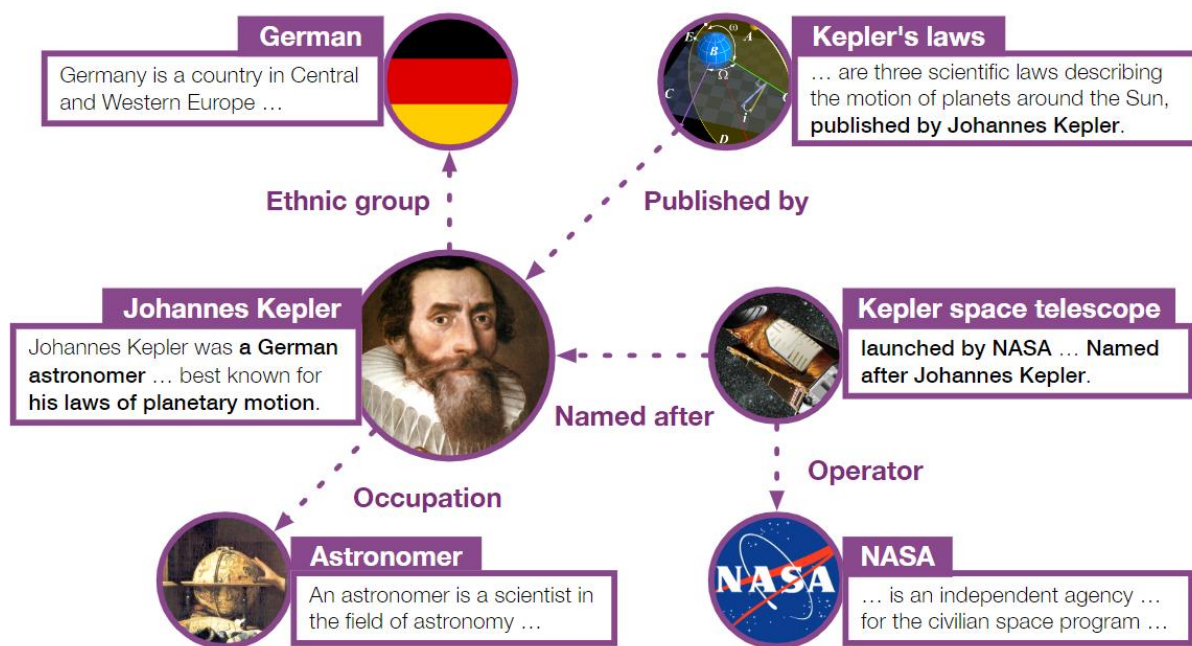 German
Germany is a country in Central
and Western Europe …
Kepler's laws
… are three scientific laws describing
the motion of planets around the Sun,
published by Johannes Kepler.
E
ω
A
B
Ω
C
i
D
Ethnic group
Published by
Johannes Kepler
Johannes Kepler was a German
astronomer … best known for
his laws of planetary motion.
Kepler space telescope
launched by NASA … Named
after Johannes Kepler.
Named after
Occupation
Operator
Astronomer
An astronomer is a scientist in
the field of astronomy …
NASA
NASA
… is an independent agency …
for the civilian space program …